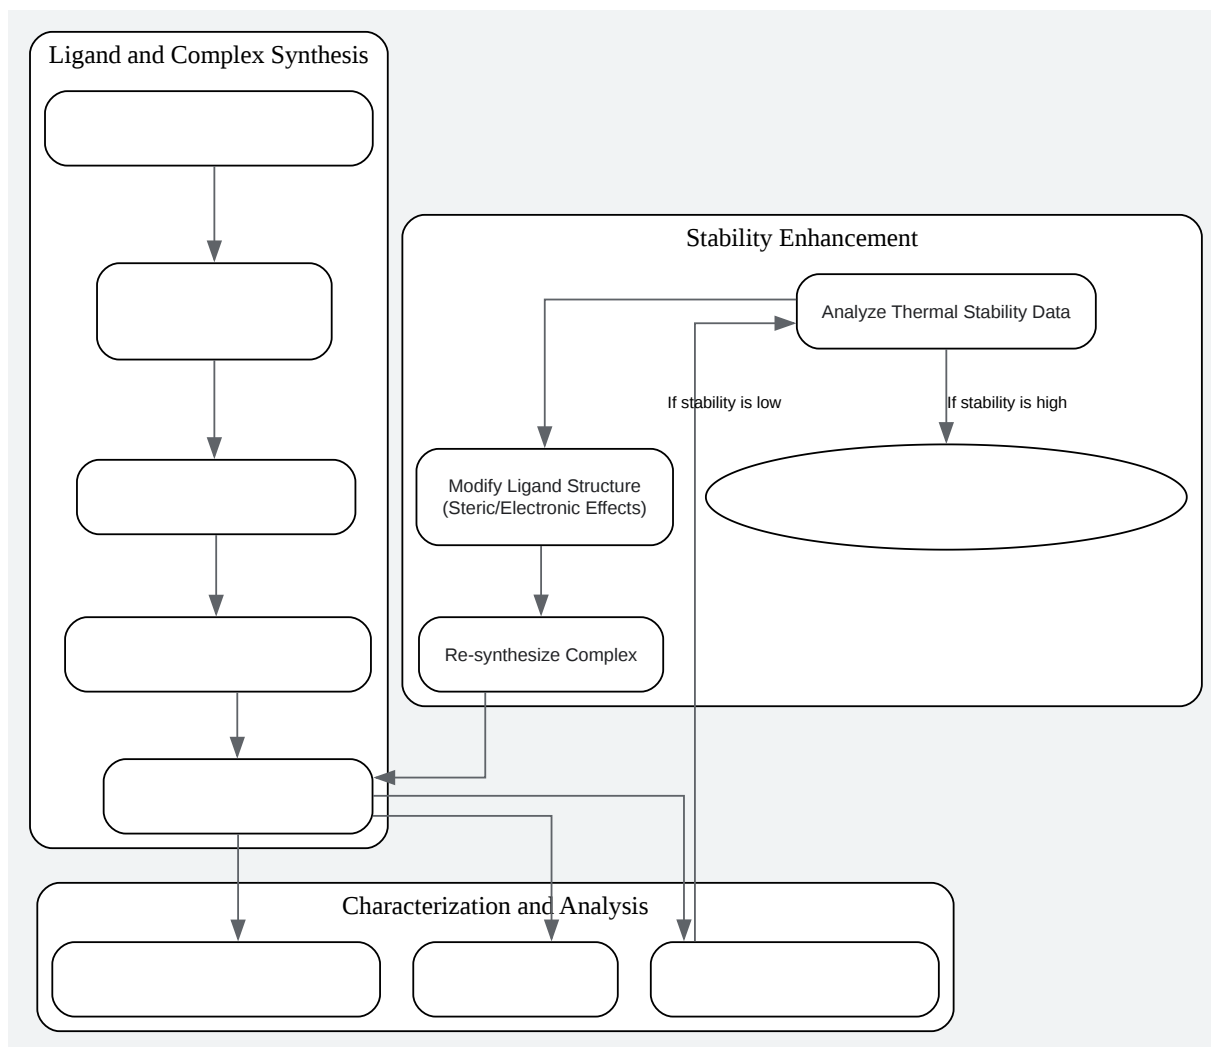 Ligand and Complex Synthesis
Stability Enhancement
Analyze Thermal Stability Data
If stability is low
If stability is high
Modify Ligand Structure
(Steric/Electronic Effects)
Re-synthesize Complex
Characterization and Analysis